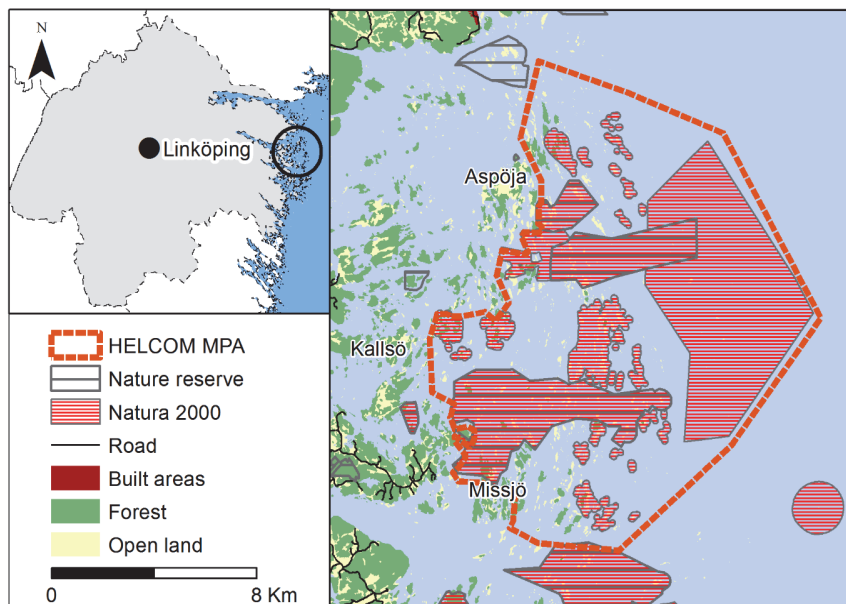 N
Linköping
HELCOM MPA
Nature reserve
Natura 2000
Road
Built areas
Forest
Open land
0 8 Km
Aspöja
Kallsö
Missjö